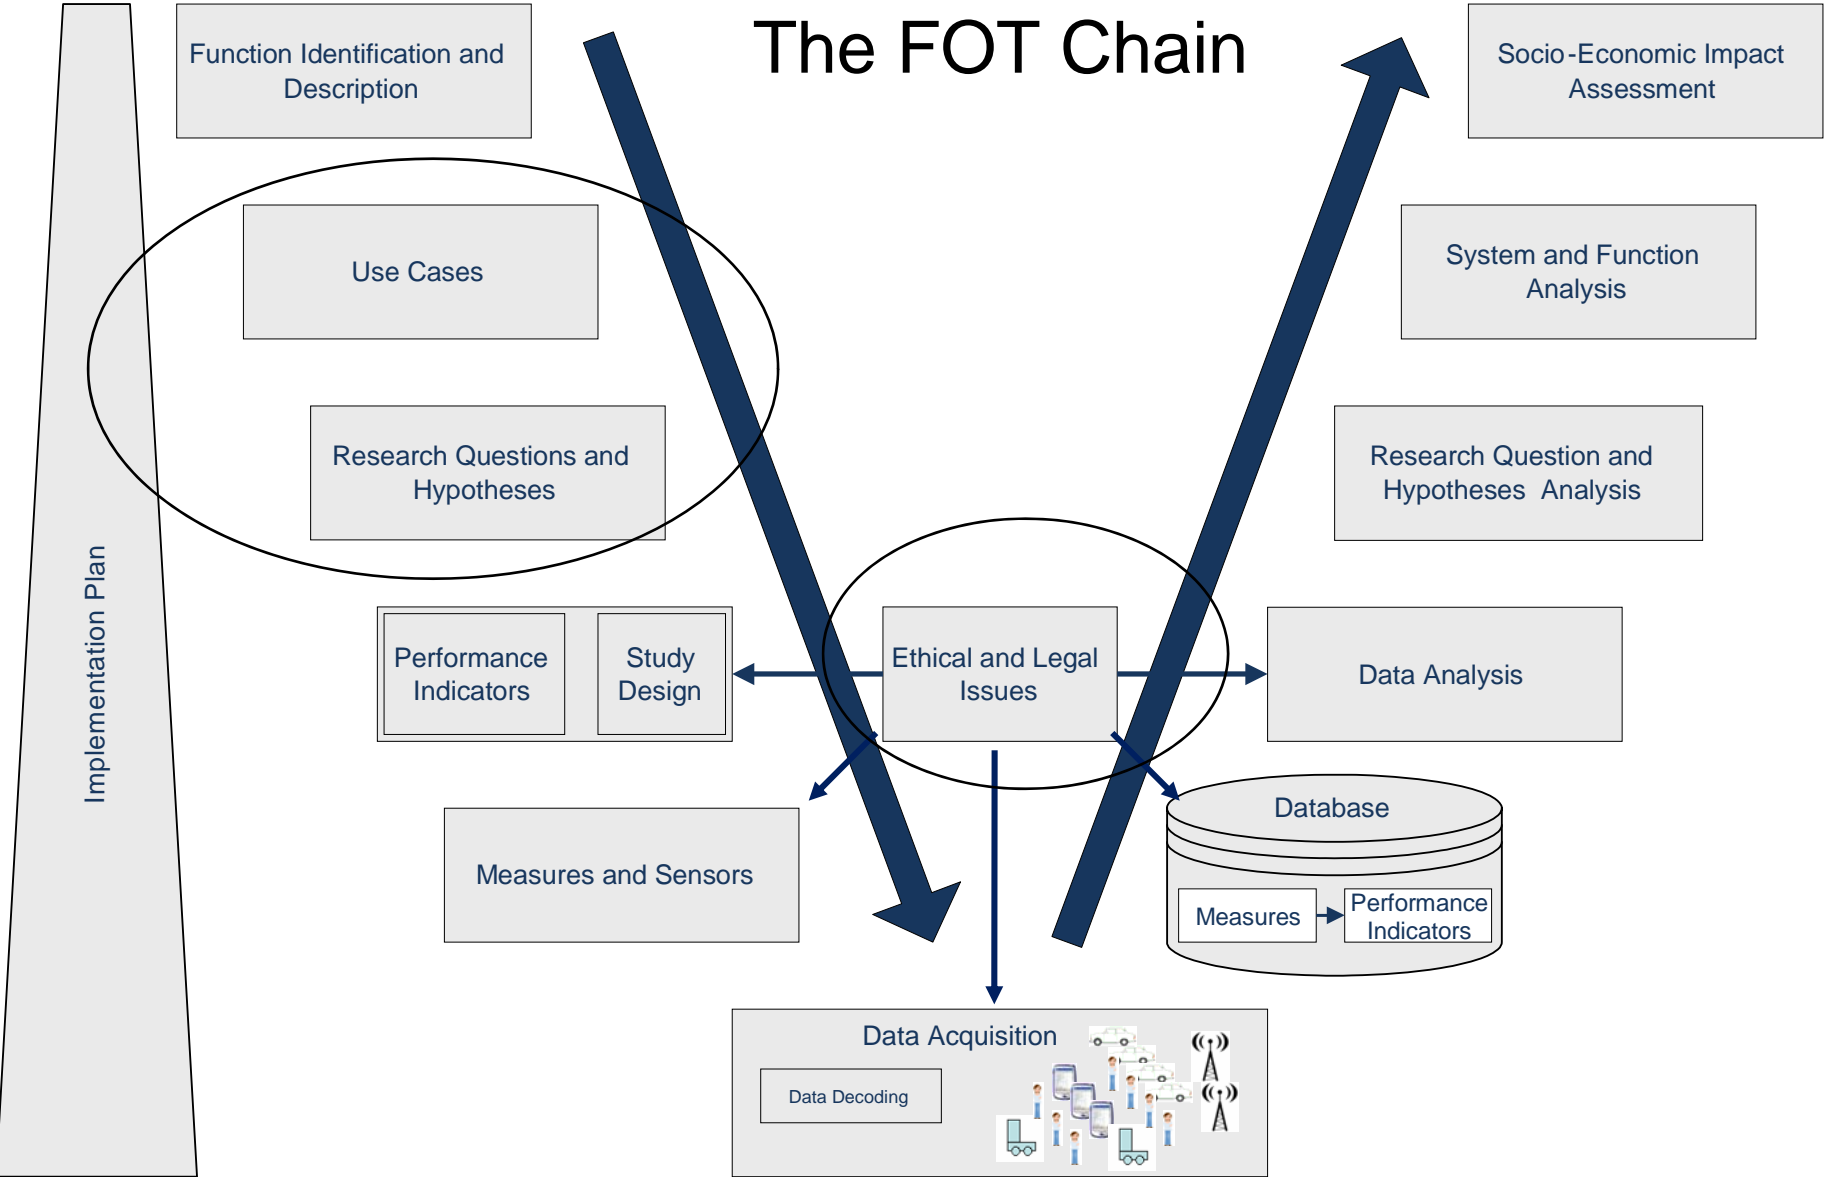 The FOT Chain
Function Identification and
Description
Socio-Economic Impact
Assessment
Use Cases
System and Function
Analysis
Research Questions and
Hypotheses
Research Question and
Hypotheses Analysis
Implementation Plan
Performance
Indicators
Study
Design
Ethical and Legal
Issues
Data Analysis
Measures and Sensors
Database
Measures
Performance
Indicators
Data Acquisition
Data Decoding